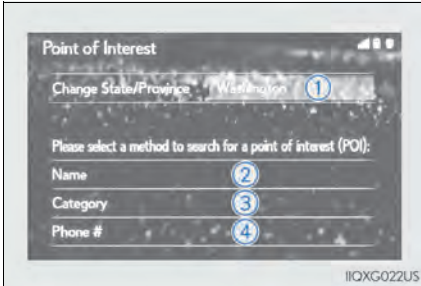 Point of Interest
Change State/Province Washington 1
Please select a method to search for a point of interest (POI):
Name 2
Category 3
Phone # 4
IIQXG022US